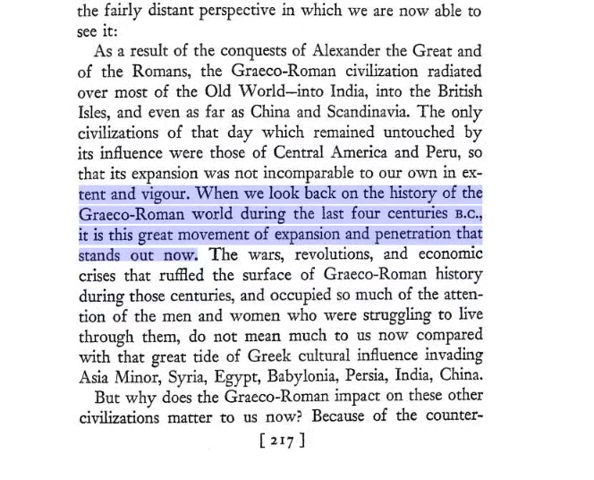 the fairly distant perspective in which we are now able to
see it:
As a result of the conquests of Alexander the Great and
of the Romans, the Graeco-Roman civilization radiated
over most of the Old World—into India, into the British
Isles, and even as far as China and Scandinavia. The only
civilizations of that day which remained untouched by
its influence were those of Central America and Peru, so
that its expansion was not incomparable to our own in ex-
tent and vigour. When we look back on the history of the
Graeco-Roman world during the last four centuries B.C.,
it is this great movement of expansion and penetration that
stands out now. The wars, revolutions, and economic
crises that ruffled the surface of Graeco-Roman history
during those centuries, and occupied so much of the atten-
tion of the men and women who were struggling to live
through them, do not mean much to us now compared
with that great tide of Greek cultural influence invading
Asia Minor, Syria, Egypt, Babylonia, Persia, India, China.
But why does the Graeco-Roman impact on these other
civilizations matter to us now? Because of the counter-
[ 217 ]